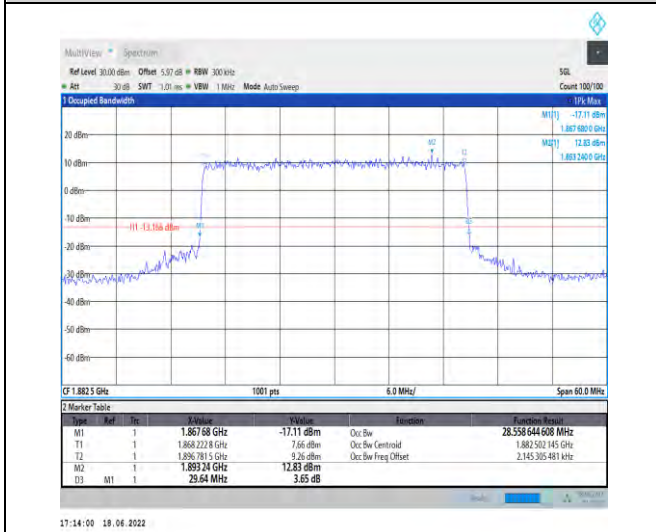 MultiView Spectrum
Ref Level 30.00 dBm Offset 5.97 dB RBW 300 kHz SGL
Att 30 dB SWT 1.01 ms VBW 1 MHz Mode Auto Sweep Count 100/100
1 Occupied Bandwidth 1Pk Max
M1[1] -17.11 dBm
1.867 680 0 GHz
20 dBm M2 T2 M2[1] 12.83 dBm
1.893 240 0 GHz
10 dBm
0 dBm
-10 dBm
H1 -13.166 dBm M1 D3
-20 dBm
-30 dBm
-40 dBm
-50 dBm
-60 dBm
CF 1.882 5 GHz 1001 pts 6.0 MHz/ Span 60.0 MHz
2 Marker Table
Type Ref Trc X-Value Y-Value Function Function Result
M1 1 1.867 68 GHz -17.11 dBm Occ Bw 28.558 644 608 MHz
T1 1 1.868 222 8 GHz 7.66 dBm Occ Bw Centroid 1.882 502 145 GHz
T2 1 1.896 781 5 GHz 9.26 dBm Occ Bw Freq Offset 2.145 305 481 kHz
M2 1 1.893 24 GHz 12.83 dBm
D3 M1 1 29.64 MHz 3.65 dB
17:14:00 18.06.2022